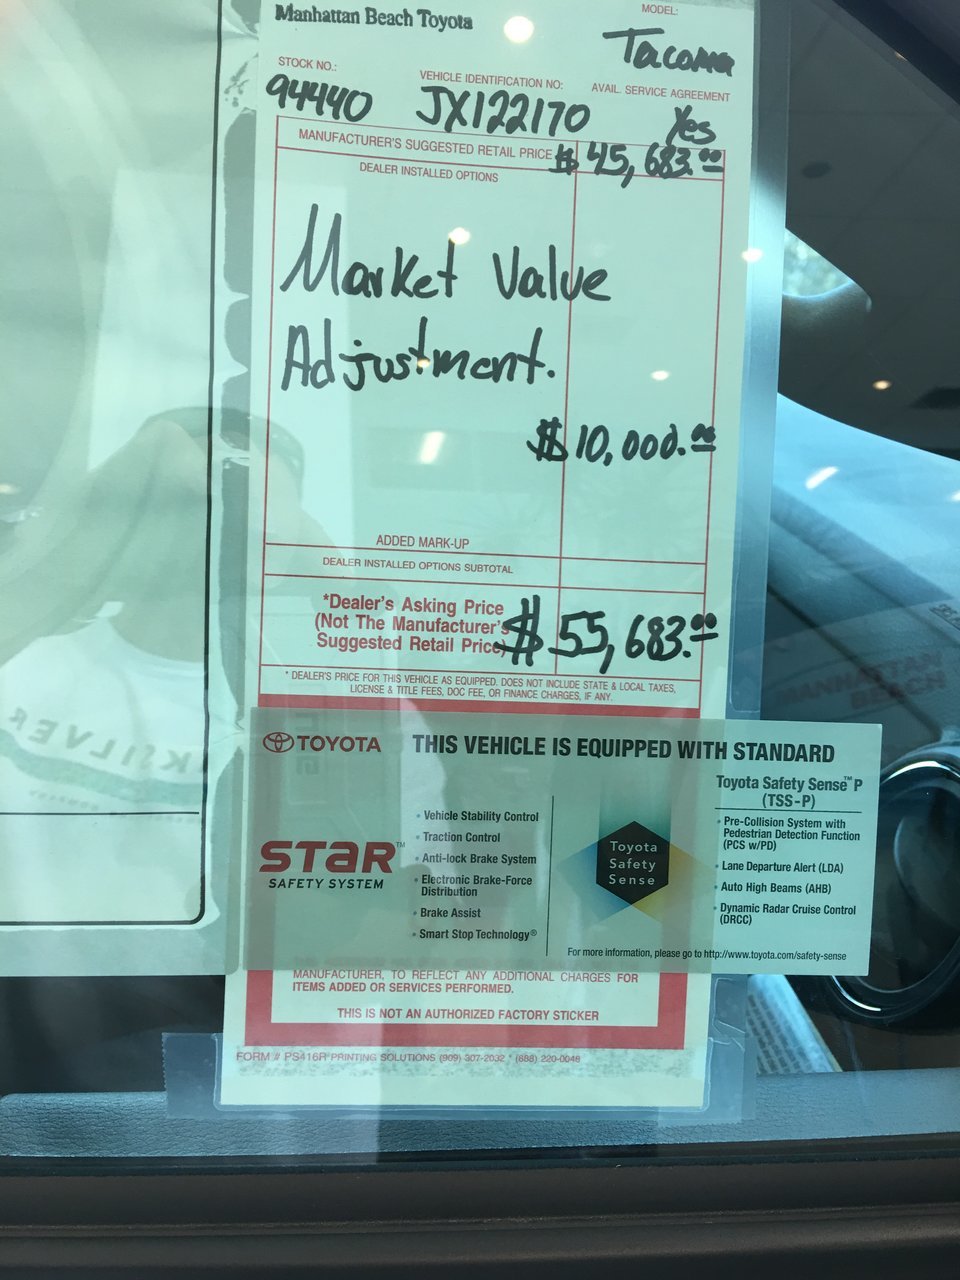 Manhattan Beach Toyota
MODEL:
Tacoma
STOCK NO.:
VEHICLE IDENTIFICATION NO:
AVAIL. SERVICE AGREEMENT
94440
JX122170
Yes
MANUFACTURER'S SUGGESTED RETAIL PRICE
$ 45,683.00
DEALER INSTALLED OPTIONS
Market Value
Adjustment.
$ 10,000.00
ADDED MARK-UP
DEALER INSTALLED OPTIONS SUBTOTAL
*Dealer's Asking Price
(Not The Manufacturer's
Suggested Retail Price)
$ 55,683.00
* DEALER'S PRICE FOR THIS VEHICLE AS EQUIPPED. DOES NOT INCLUDE STATE & LOCAL TAXES,
LICENSE & TITLE FEES, DOC FEE, OR FINANCE CHARGES, IF ANY.
TOYOTA
THIS VEHICLE IS EQUIPPED WITH STANDARD
STAR™
SAFETY SYSTEM
• Vehicle Stability Control
• Traction Control
• Anti-lock Brake System
• Electronic Brake-Force
Distribution
• Brake Assist
• Smart Stop Technology®
Toyota
Safety
Sense
Toyota Safety Sense™ P
(TSS-P)
• Pre-Collision System with
Pedestrian Detection Function
(PCS w/PD)
• Lane Departure Alert (LDA)
• Auto High Beams (AHB)
• Dynamic Radar Cruise Control
(DRCC)
For more information, please go to http://www.toyota.com/safety-sense
MANUFACTURER, TO REFLECT ANY ADDITIONAL CHARGES FOR
ITEMS ADDED OR SERVICES PERFORMED.
THIS IS NOT AN AUTHORIZED FACTORY STICKER
FORM # PS416R PRINTING SOLUTIONS (909) 307-2032 * (888) 220-0048